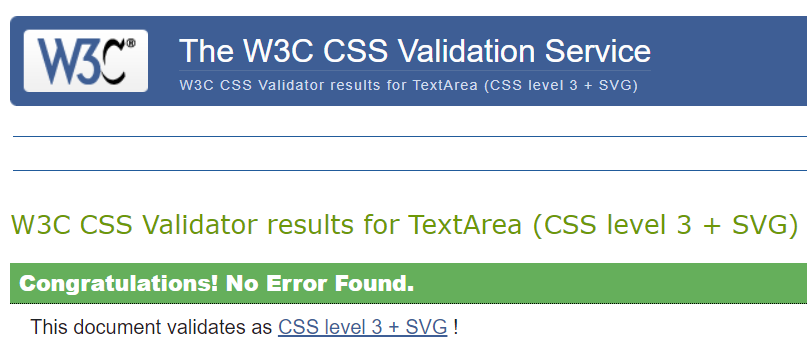 W3C®
The W3C CSS Validation Service
W3C CSS Validator results for TextArea (CSS level 3 + SVG)
W3C CSS Validator results for TextArea (CSS level 3 + SVG)
Congratulations! No Error Found.
This document validates as CSS level 3 + SVG !